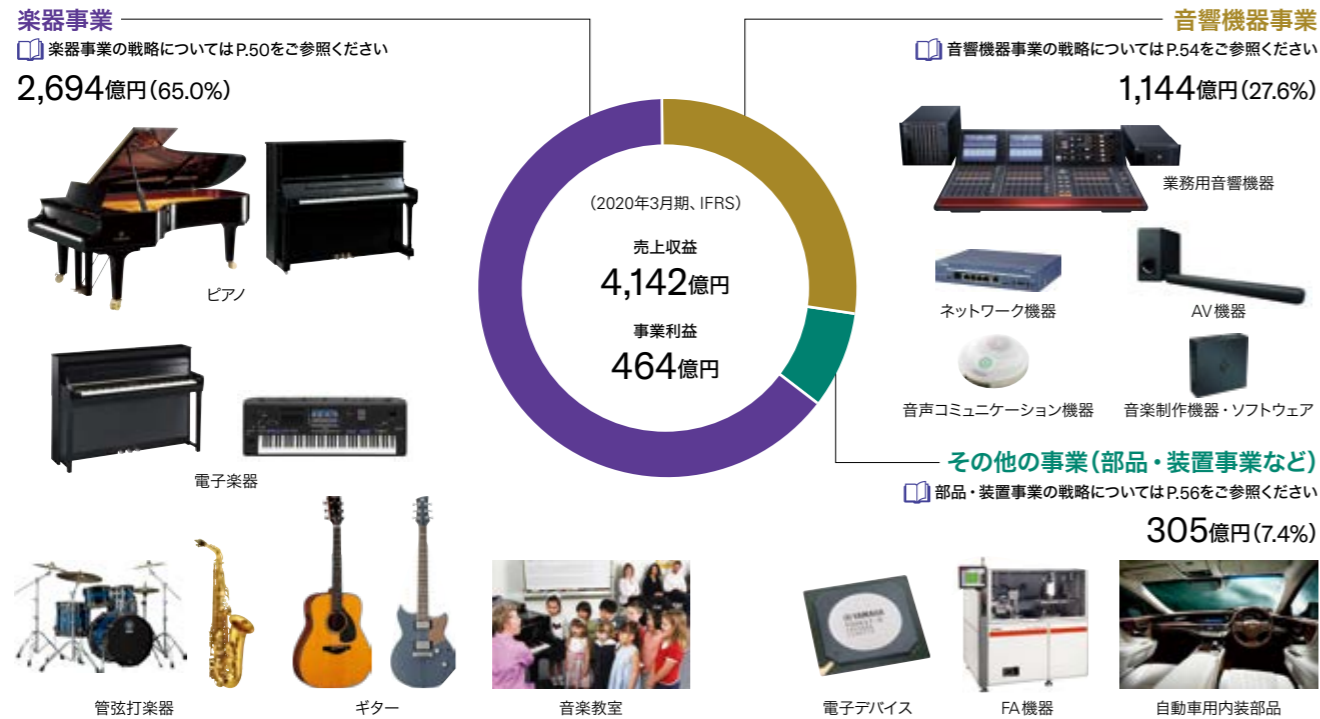 楽器事業
楽器事業の戦略についてはP.50をご参照ください
2,694億円(65.0%)
ピアノ
電子楽器
管弦打楽器
ギター
音楽教室
(2020年3月期、IFRS)
売上収益
4,142億円
事業利益
464億円
音響機器事業
音響機器事業の戦略についてはP.54をご参照ください
1,144億円(27.6%)
業務用音響機器
ネットワーク機器
AV機器
音声コミュニケーション機器
音楽制作機器・ソフトウェア
その他の事業(部品・装置事業など)
部品・装置事業の戦略についてはP.56をご参照ください
305億円(7.4%)
YAMAHA
電子デバイス
FA機器
自動車用内装部品